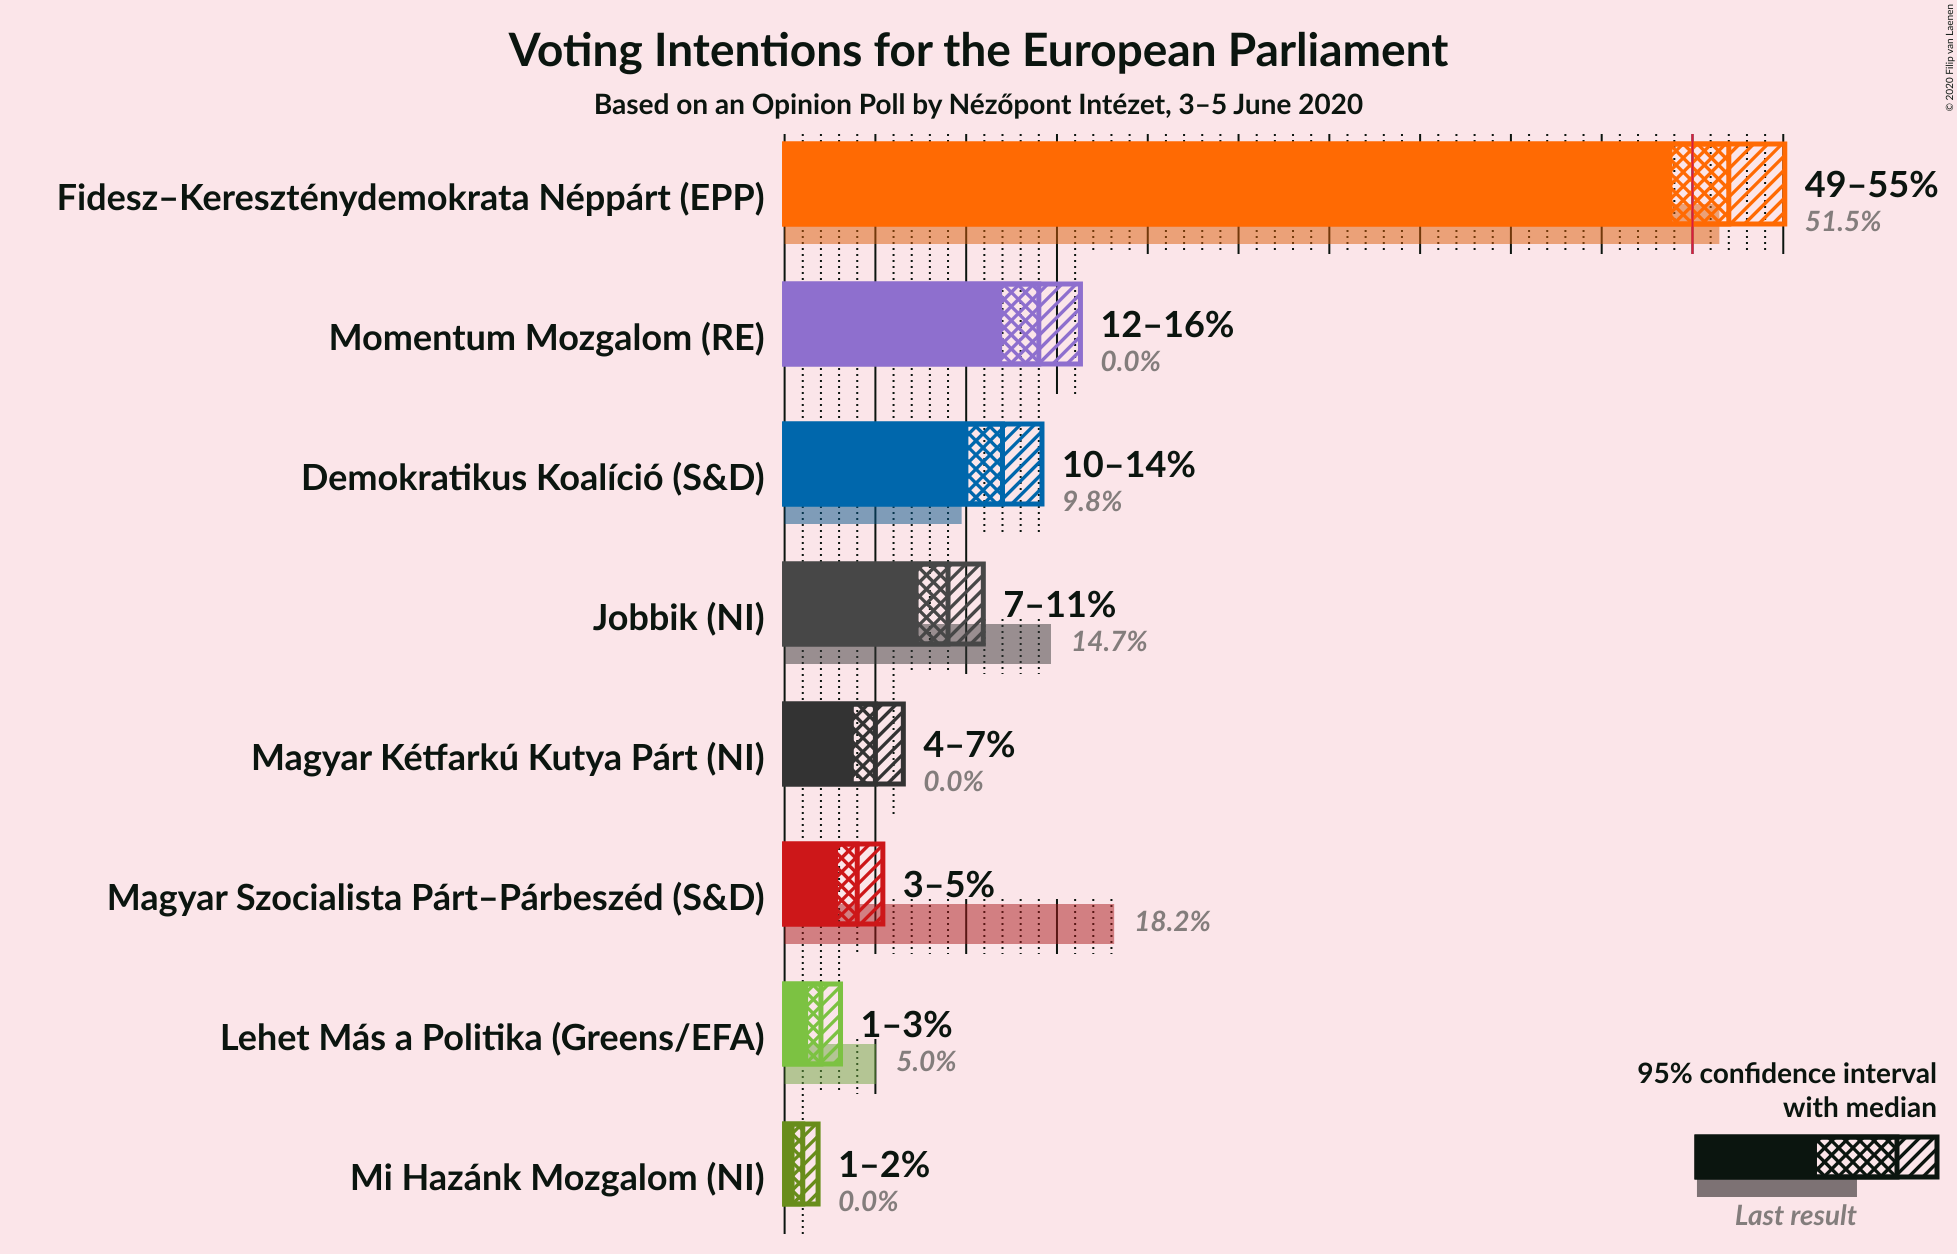 Voting Intentions for the European Parliament
Based on an Opinion Poll by Nézőpont Intézet, 3–5 June 2020
© 2020 Filip van Laenen
Fidesz–Kereszténydemokrata Néppárt (EPP)
49–55%
51.5%
Momentum Mozgalom (RE)
12–16%
0.0%
Demokratikus Koalíció (S&D)
10–14%
9.8%
Jobbik (NI)
7–11%
14.7%
Magyar Kétfarkú Kutya Párt (NI)
4–7%
0.0%
Magyar Szocialista Párt–Párbeszéd (S&D)
3–5%
18.2%
Lehet Más a Politika (Greens/EFA)
1–3%
5.0%
Mi Hazánk Mozgalom (NI)
1–2%
0.0%
95% confidence interval
with median
Last result